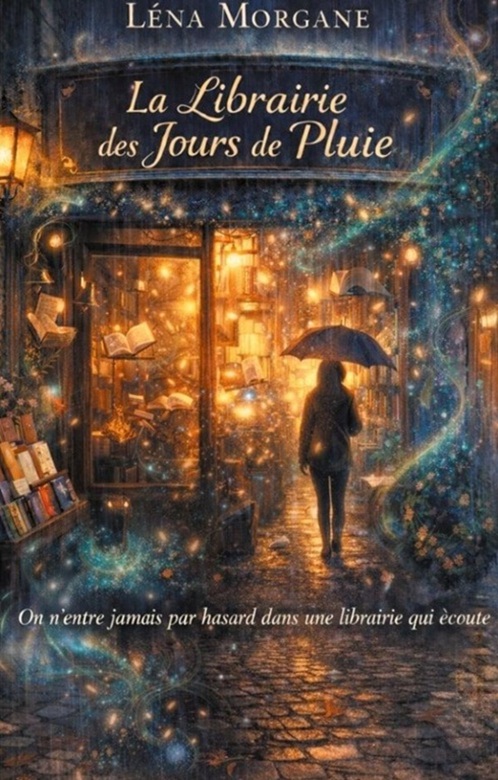 LÉNA MORGANE
La Librairie
des Jours de Pluie
On n'entre jamais par hasard dans une librairie qui ècoute